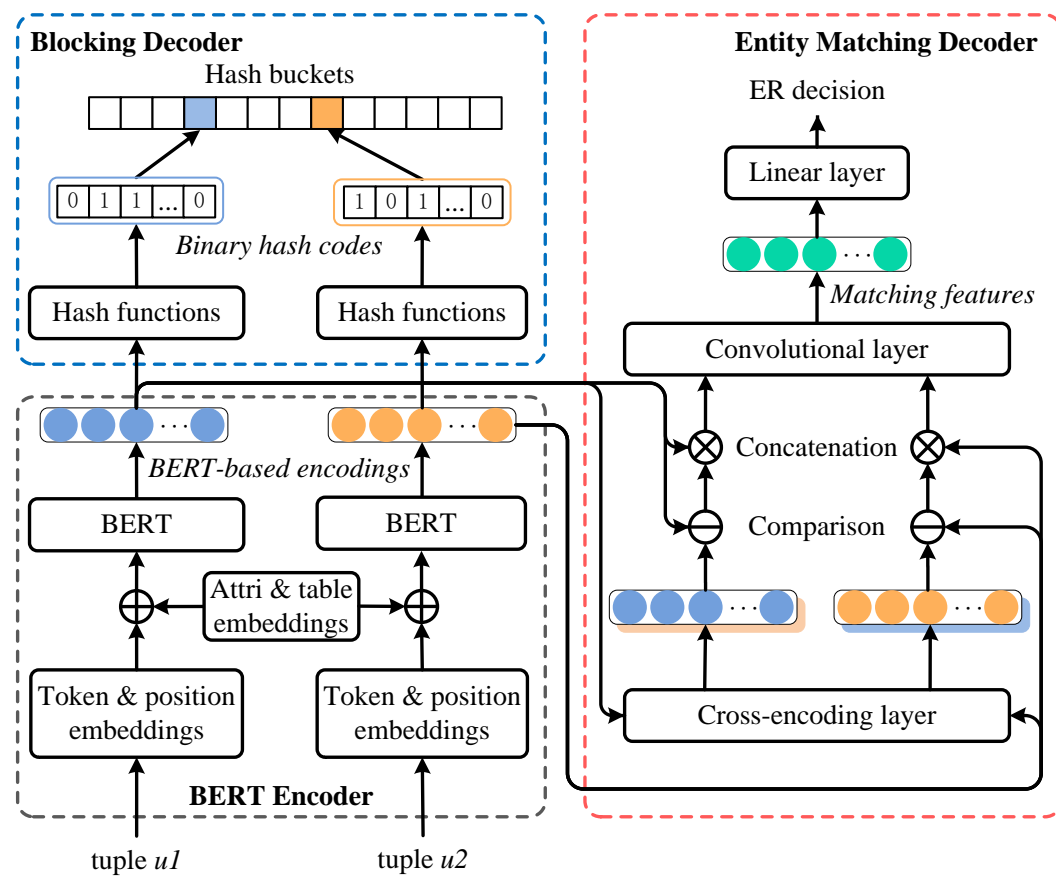 Blocking Decoder
Hash buckets
0 1 1 ... 0
1 0 1 ... 0
Binary hash codes
Hash functions
Hash functions
BERT-based encodings
BERT
BERT
Attri & table
embeddings
Token & position
embeddings
Token & position
embeddings
BERT Encoder
tuple u1
tuple u2
Entity Matching Decoder
ER decision
Linear layer
Matching features
Convolutional layer
Concatenation
Comparison
Cross-encoding layer